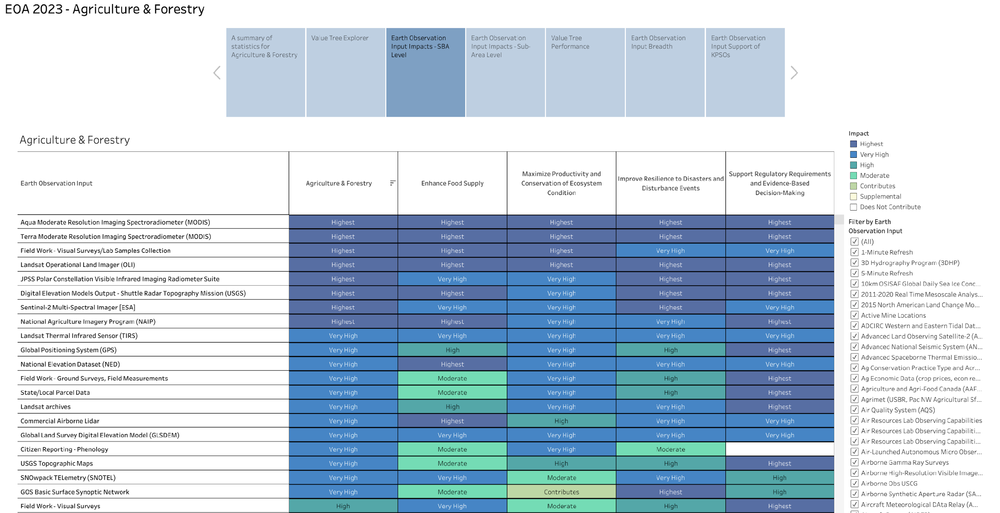 EOA 2023 - Agriculture & Forestry
A summary of
statistics for
Agriculture & Forestry
Value Tree Explorer
Earth Observation
Input Impacts - SBA
Level
Earth Observation
Input Impacts - Sub-
Area Level
Value Tree
Performance
Earth Observation
Input Breadth
Earth Observation
Input Support of
KPSOs
Agriculture & Forestry
Earth Observation Input
Agriculture & Forestry
Enhance Food Supply
Maximize Productivity and
Conservation of Ecosystem
Condition
Improve Resilience to Disasters and
Disturbance Events
Support Regulatory Requirements
and Evidence-Based
Decision-Making
Aqua Moderate Resolution Imaging Spectroradiometer (MODIS) Highest Highest Highest Highest Highest
Terra Moderate Resolution Imaging Spectroradiometer (MODIS) Highest Highest Highest Highest Highest
Field Work - Visual Surveys/Lab Samples Collection Highest Highest Highest Very High Very High
Landsat Operational Land Imager (OLI) Highest Highest Highest Highest Highest
JPSS Polar Constellation Visible Infrared Imaging Radiometer Suite Highest Very High Very High Highest Highest
Digital Elevation Models Output - Shuttle Radar Topography Mission (USGS) Highest Highest Very High Highest Highest
Sentinel-2 Multi-Spectral Imager [ESA] Highest Very High Very High Highest Very High
National Agriculture Imagery Program (NAIP) Highest Highest Very High Very High Highest
Landsat Thermal Infrared Sensor (TIRS) Very High Very High Very High Very High Very High
Global Positioning System (GPS) Very High High Very High High Highest
National Elevation Dataset (NED) Very High Highest Very High Very High Very High
Field Work - Ground Surveys, Field Measurements Very High Moderate Very High High Highest
State/Local Parcel Data Very High Moderate Very High High Highest
Landsat archives Very High High Very High Very High Highest
Commercial Airborne Lidar Very High Highest High Very High Very High
Global Land Survey Digital Elevation Model (GLSDEM) Very High Very High Very High Very High Very High
Citizen Reporting - Phenology Very High Moderate Very High Moderate
USGS Topographic Maps Very High Moderate High High Highest
SNOwpack TELemetry (SNOTEL) Very High Very High Moderate Very High High
GOS Basic Surface Synoptic Network Very High Moderate Contributes Highest High
Field Work - Visual Surveys High Very High Moderate High Highest
Impact
Highest
Very High
High
Moderate
Contributes
Supplemental
Does Not Contribute
Filter by Earth
Observation Input
(All)
1-Minute Refresh
3D Hydrography Program (3DHP)
5-Minute Refresh
10km OSISAF Global Daily Sea Ice Conc...
2011-2020 Real Time Mesoscale Analys...
2015 North American Land Change Mo...
Active Mine Locations
ADCIRC Western and Eastern Tidal Dat...
Advanced Land Observing Satellite-2 (A...
Advanced National Seismic System (AN...
Advanced Spaceborne Thermal Emissio...
Ag Conservation Practice Type and Acr...
Ag Economic Data (crop prices, econ re...
Agriculture and Agri-Food Canada (AAF...
Agrimet (USBR, Pac NW Agricultural Sf...
Air Quality System (AQS)
Air Resources Lab Observing Capabilities
Air Resources Lab Observing Capabiliti...
Air Resources Lab Observing Capabiliti...
Air-Launched Autonomous Micro Obser...
Airborne Gamma Ray Surveys
Airborne High-Resolution Visible Image...
Airborne Obs USCG
Airborne Synthetic Aperture Radar (SA...
Aircraft Meteorological DAta Relay (A...